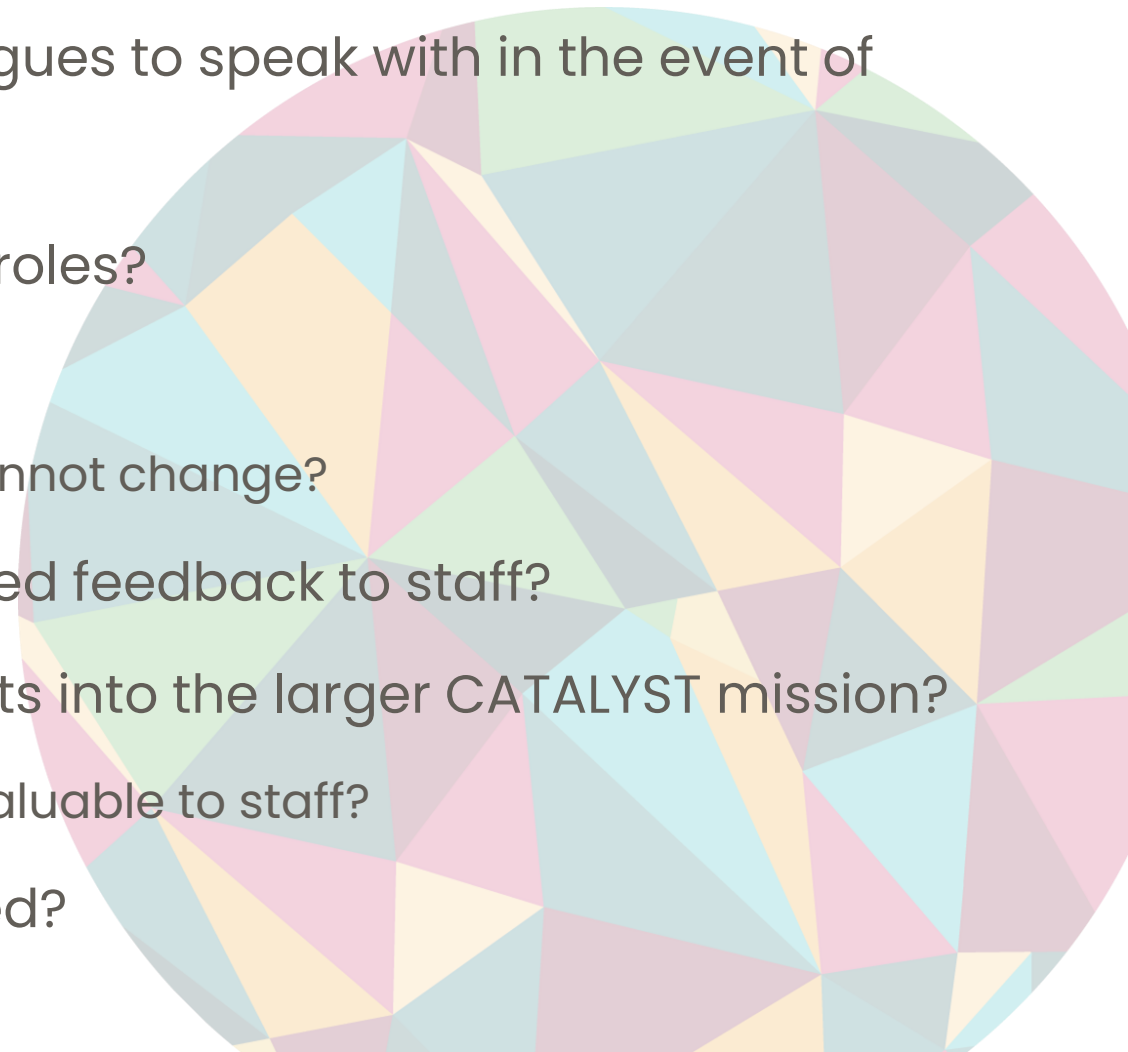 gues to speak with in the event of
roles?
nnot change?
ed feedback to staff?
ts into the larger CATALYST mission?
aluable to staff?
ed?